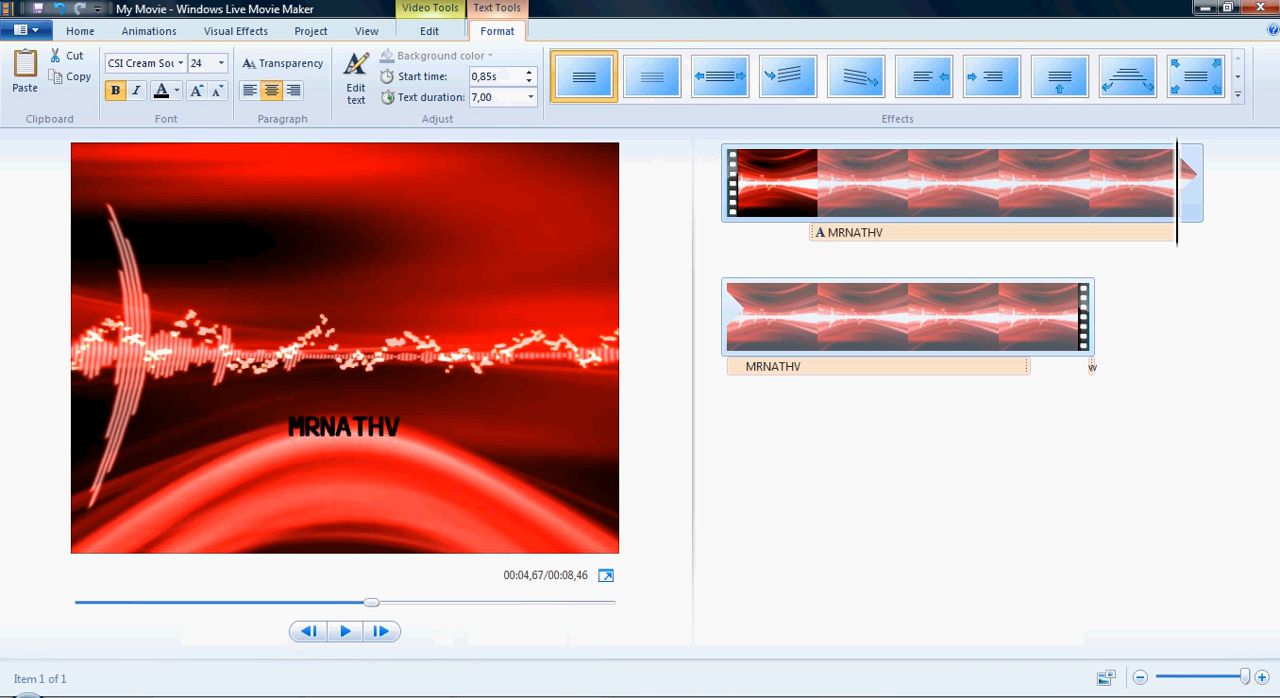 My Movie - Windows Live Movie Maker
Video Tools
Text Tools
Home
Animations
Visual Effects
Project
View
Edit
Format
Paste
Cut
Copy
Clipboard
CSI Cream Sou
24
B I A A A
Font
Transparency
Paragraph
Edit text
Background color
Start time: 0,85s
Text duration: 7,00
Adjust
Effects
MRNATHV
00:04,67/00:08,46
A MRNATHV
MRNATHV
W
Item 1 of 1